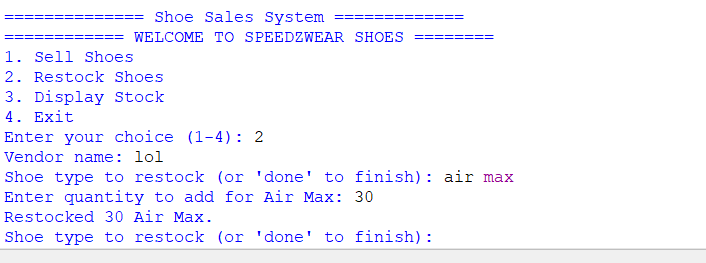 ============== Shoe Sales System =============
============ WELCOME TO SPEEDZWEAR SHOES ========
1. Sell Shoes
2. Restock Shoes
3. Display Stock
4. Exit
Enter your choice (1-4): 2
Vendor name: lol
Shoe type to restock (or 'done' to finish): air max
Enter quantity to add for Air Max: 30
Restocked 30 Air Max.
Shoe type to restock (or 'done' to finish):